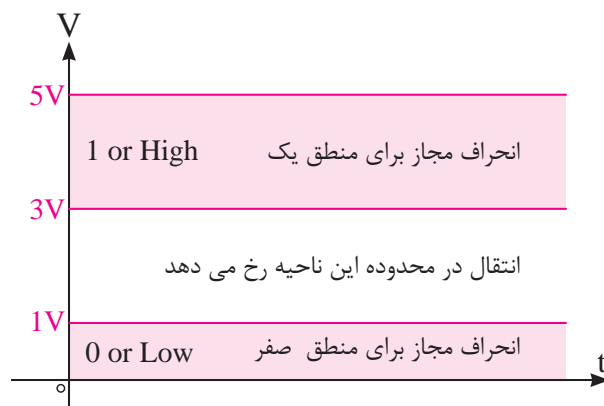 V
5V
1 or High انحراف مجاز برای منطق یک
3V
انتقال در محدوده این ناحیه رخ می دهد
1V
0 or Low انحراف مجاز برای منطق صفر
t
o